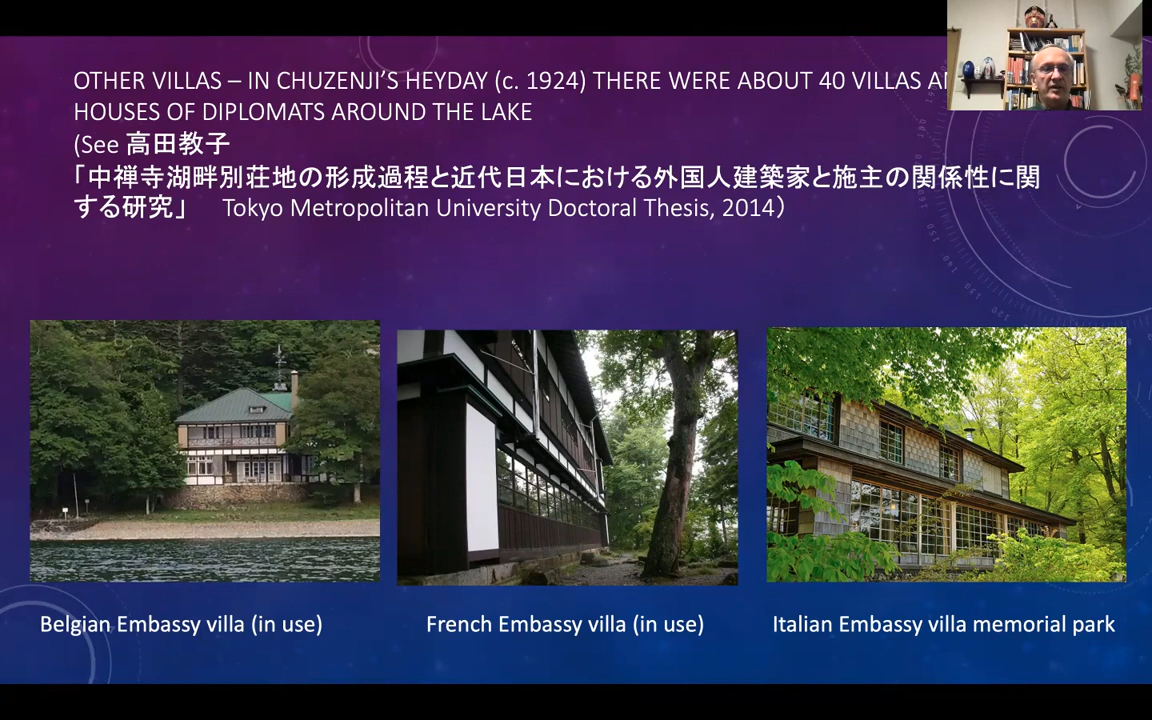 OTHER VILLAS – IN CHUZENJI’S HEYDAY (c. 1924) THERE WERE ABOUT 40 VILLAS
HOUSES OF DIPLOMATS AROUND THE LAKE
(See 高田教子
「中禅寺湖畔別荘地の形成過程と近代日本における外国人建築家と施主の関係性に関
する研究」 Tokyo Metropolitan University Doctoral Thesis, 2014）
Belgian Embassy villa (in use)
French Embassy villa (in use)
Italian Embassy villa memorial park